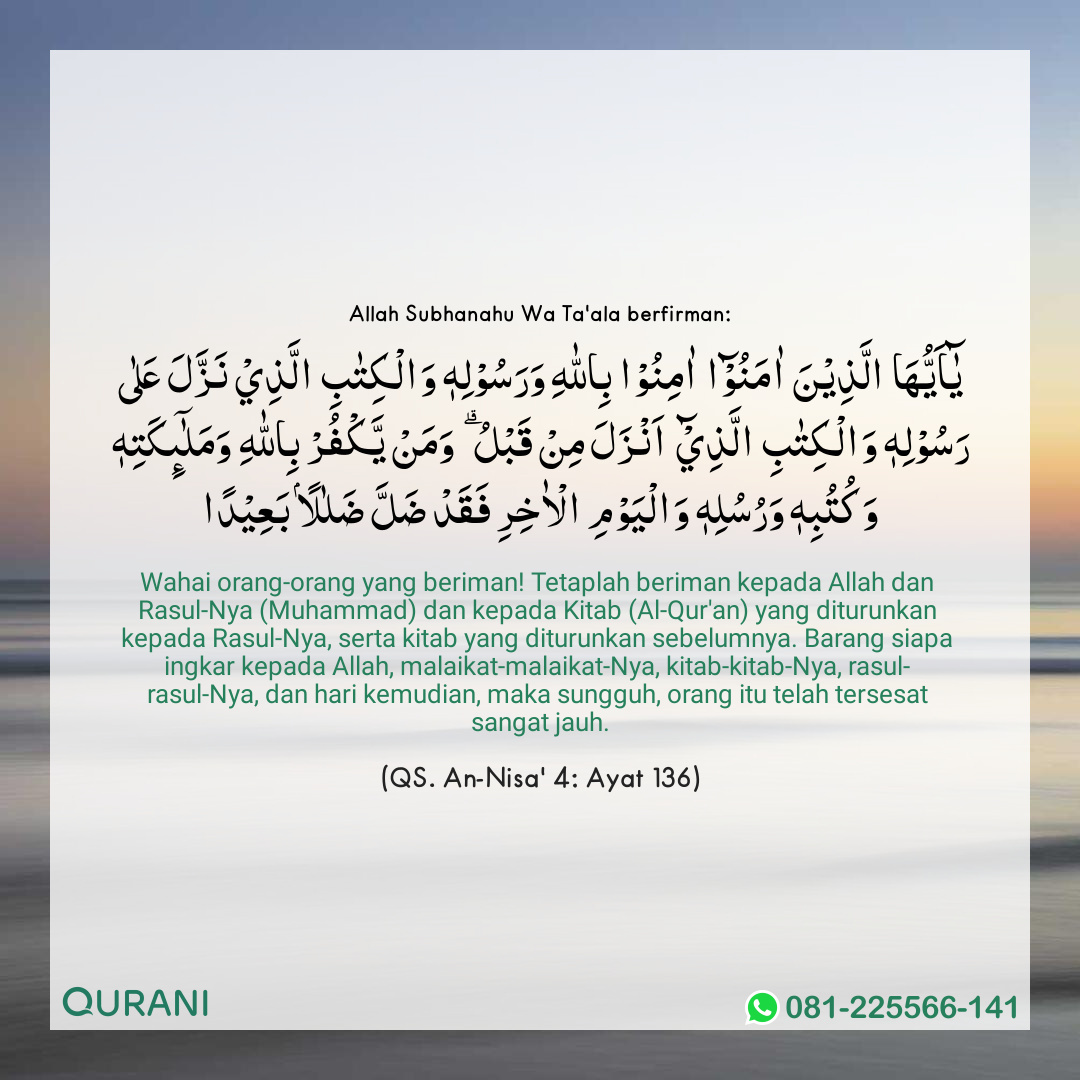 Allah Subhanahu Wa Ta'ala berfirman:
يٰٓاَيُّهَا الَّذِيْنَ اٰمَنُوْٓا اٰمِنُوْا بِاللّٰهِ وَرَسُوْلِهٖ وَالْكِتٰبِ الَّذِيْ نَزَّلَ عَلٰى
رَسُوْلِهٖ وَالْكِتٰبِ الَّذِيْٓ اَنْزَلَ مِنْ قَبْلُ ۗ وَمَنْ يَّكْفُرْ بِاللّٰهِ وَمَلٰۤىِٕكَتِهٖ
وَكُتُبِهٖ وَرُسُلِهٖ وَالْيَوْمِ الْاٰخِرِ فَقَدْ ضَلَّ ضَلٰلًاۢ بَعِيْدًا
Wahai orang-orang yang beriman! Tetaplah beriman kepada Allah dan
Rasul-Nya (Muhammad) dan kepada Kitab (Al-Qur'an) yang diturunkan
kepada Rasul-Nya, serta kitab yang diturunkan sebelumnya. Barang siapa
ingkar kepada Allah, malaikat-malaikat-Nya, kitab-kitab-Nya, rasul-
rasul-Nya, dan hari kemudian, maka sungguh, orang itu telah tersesat
sangat jauh.
(QS. An-Nisa' 4: Ayat 136)
QURANI
081-225566-141